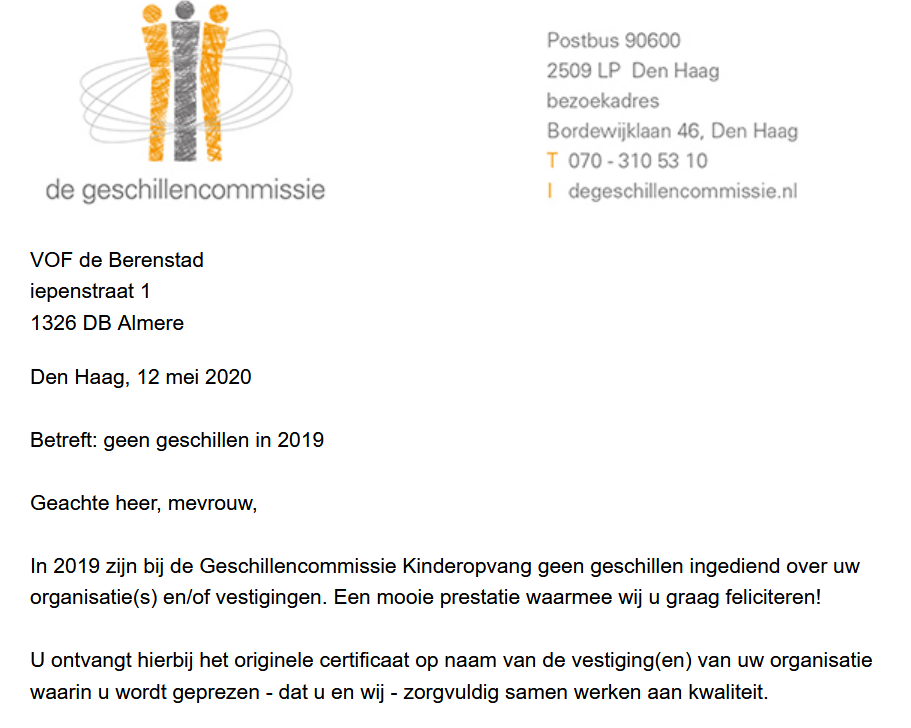 de geschillencommissie
Postbus 90600
2509 LP Den Haag
bezoekadres
Bordewijklaan 46, Den Haag
T 070 - 310 53 10
I degeschillencommissie.nl
VOF de Berenstad
iepenstraat 1
1326 DB Almere
Den Haag, 12 mei 2020
Betreft: geen geschillen in 2019
Geachte heer, mevrouw,
In 2019 zijn bij de Geschillencommissie Kinderopvang geen geschillen ingediend over uw
organisatie(s) en/of vestigingen. Een mooie prestatie waarmee wij u graag feliciteren!
U ontvangt hierbij het originele certificaat op naam van de vestiging(en) van uw organisatie
waarin u wordt geprezen - dat u en wij - zorgvuldig samen werken aan kwaliteit.